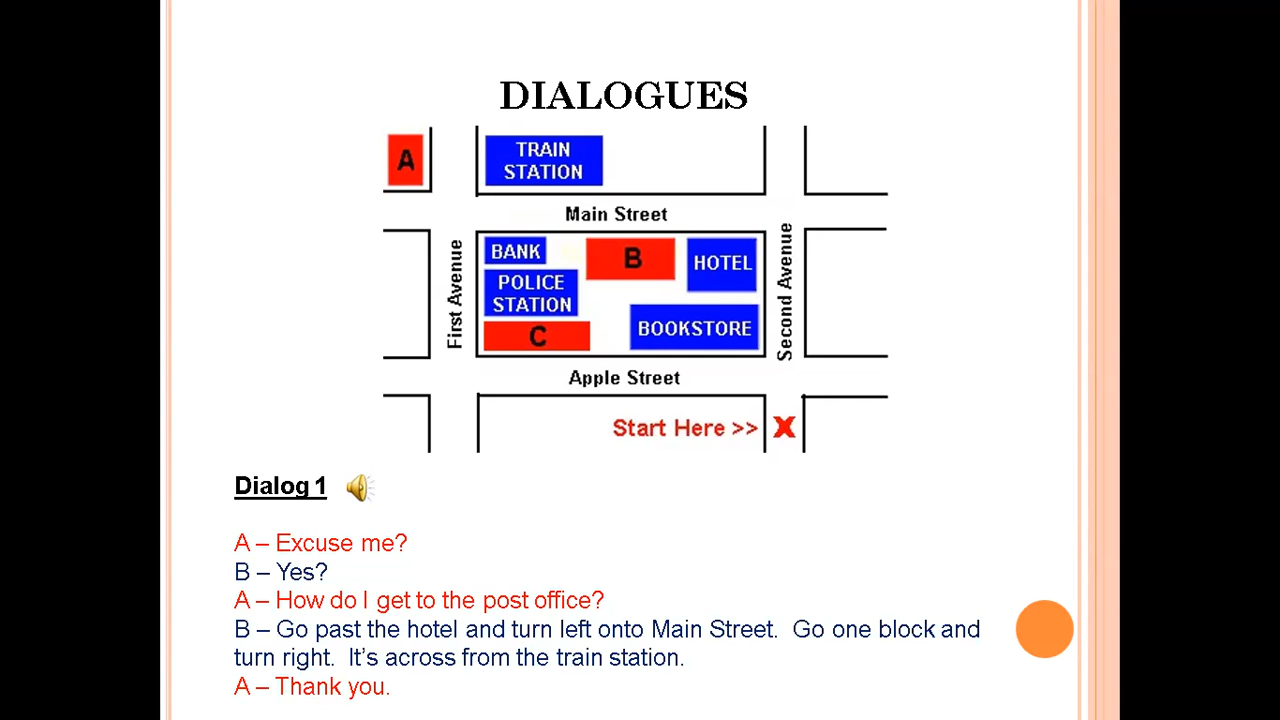 DIALOGUES
A
TRAIN
STATION
Main Street
First Avenue
BANK
POLICE
STATION
C
B
HOTEL
BOOKSTORE
Second Avenue
Apple Street
Start Here >> X
Dialog 1
A – Excuse me?
B – Yes?
A – How do I get to the post office?
B – Go past the hotel and turn left onto Main Street.  Go one block and
turn right.  It's across from the train station.
A – Thank you.